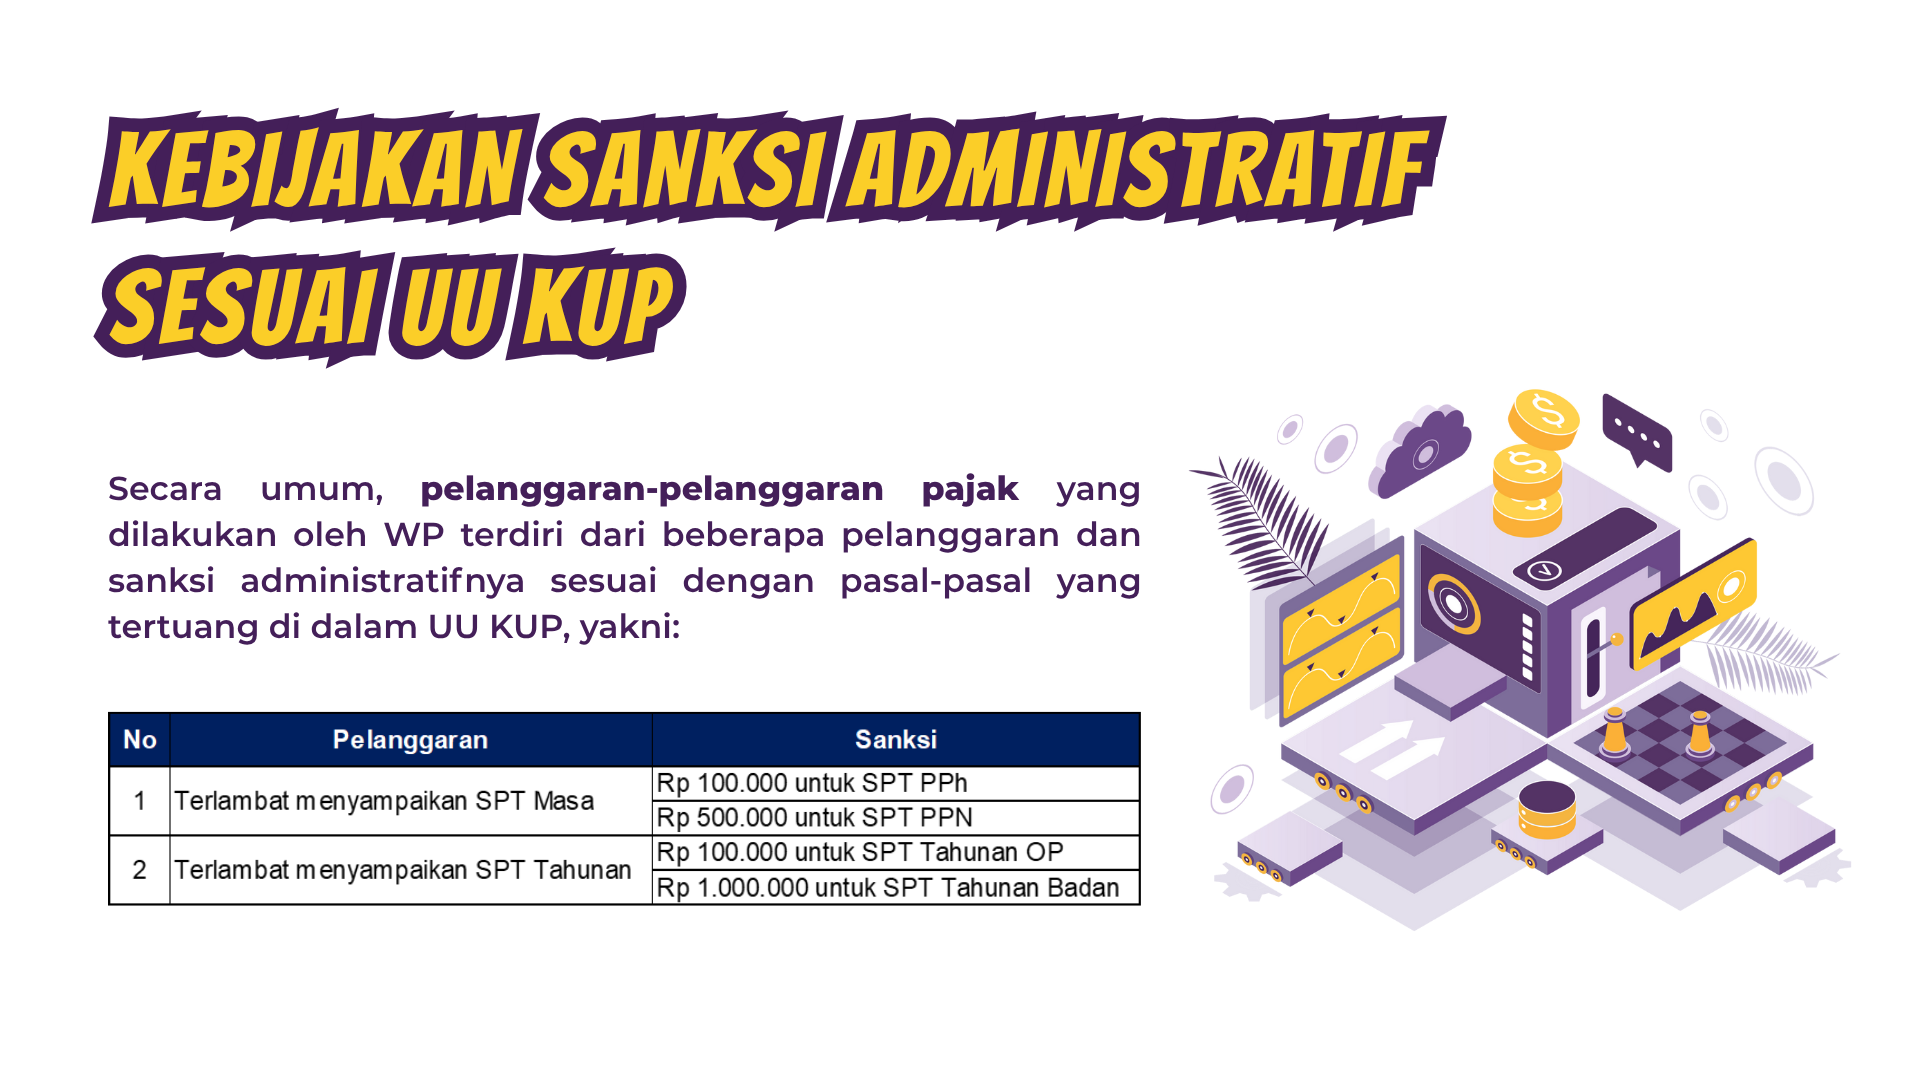 KEBIJAKAN SANKSI ADMINISTRATIF
SESUAI UU KUP
Secara umum, pelanggaran-pelanggaran pajak yang
dilakukan oleh WP terdiri dari beberapa pelanggaran dan
sanksi administratifnya sesuai dengan pasal-pasal yang
tertuang di dalam UU KUP, yakni:
No Pelanggaran Sanksi
1 Terlambat menyampaikan SPT Masa
Rp 100.000 untuk SPT PPh
Rp 500.000 untuk SPT PPN
2 Terlambat menyampaikan SPT Tahunan
Rp 100.000 untuk SPT Tahunan OP
Rp 1.000.000 untuk SPT Tahunan Badan